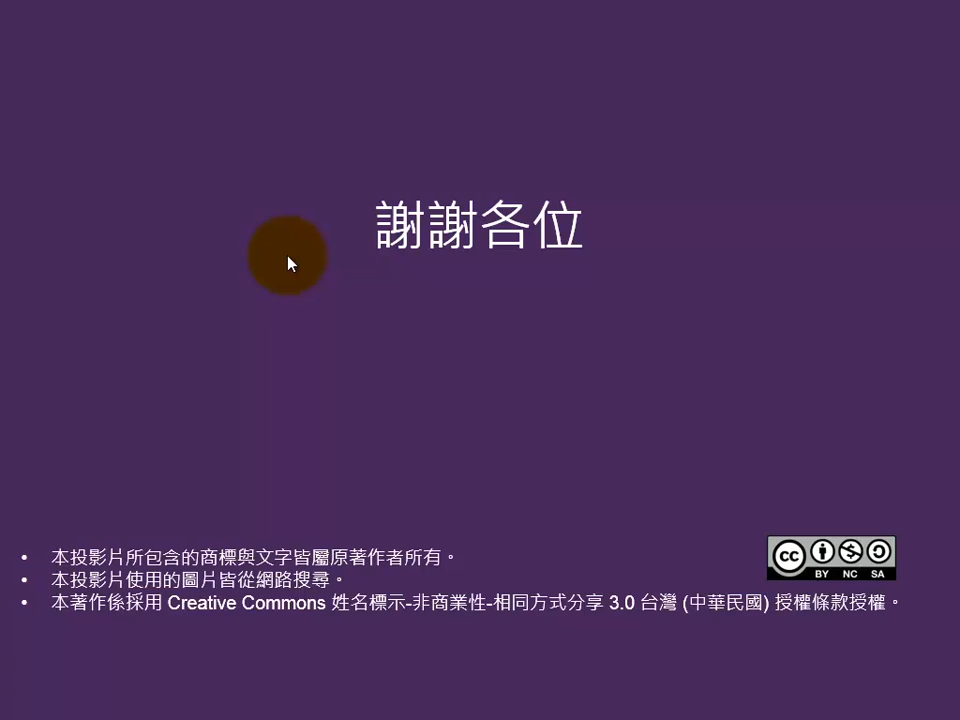 謝謝各位
• 本投影片所包含的商標與文字皆屬原著作者所有。
• 本投影片使用的圖片皆從網路搜尋。
• 本著作係採用 Creative Commons 姓名標示-非商業性-相同方式分享 3.0 台灣 (中華民國) 授權條款授權。
cc
BY NC SA